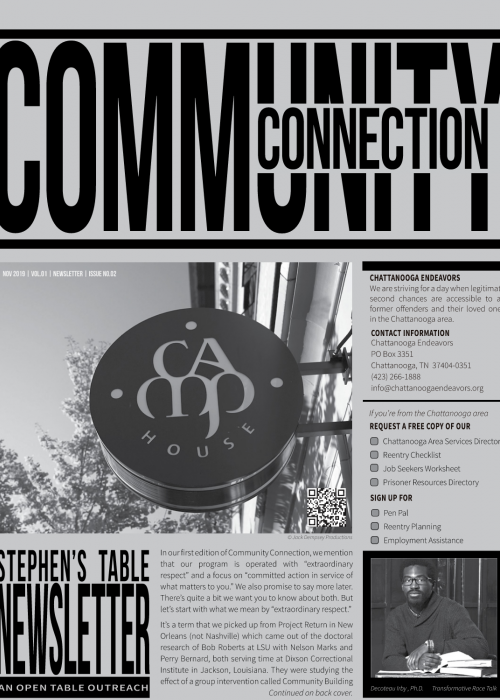 COMMUNITY
CONNECTION
NOV 2019 | VOL.01 | NEWSLETTER | ISSUE NO.02
CAMP
HOUSE
© Jack Dempsey Productions
CHATTANOOGA ENDEAVORS
We are striving for a day when legitimat
second chances are accessible to a
former offenders and their loved one
in the Chattanooga area.
CONTACT INFORMATION
Chattanooga Endeavors
PO Box 3351
Chattanooga, TN 37404-0351
(423) 266-1888
info@chattanoogaendeavors.org
If you're from the Chattanooga area
REQUEST A FREE COPY OF OUR
Chattanooga Area Services Director
Reentry Checklist
Job Seekers Worksheet
Prisoner Resources Directory
SIGN UP FOR
Pen Pal
Reentry Planning
Employment Assistance
STEPHEN'S TABLE
NEWSLETTER
AN OPEN TABLE OUTREACH
In our first edition of Community Connection, we mention
that our program is operated with "extraordinary
respect" and a focus on "committed action in service of
what matters to you." We also promise to say more later.
There's quite a bit we want you to know about both. But
let's start with what we mean by "extraordinary respect."
It's a term that we picked up from Project Return in New
Orleans (not Nashville) which came out of the doctoral
research of Bob Roberts at LSU with Nelson Marks and
Perry Bernard, both serving time at Dixson Correctional
Institute in Jackson, Louisiana. They were studying the
effect of a group intervention called Community Building
Continued on back cover.
Decoteau Irby, Ph.D. Transformative Race Talk